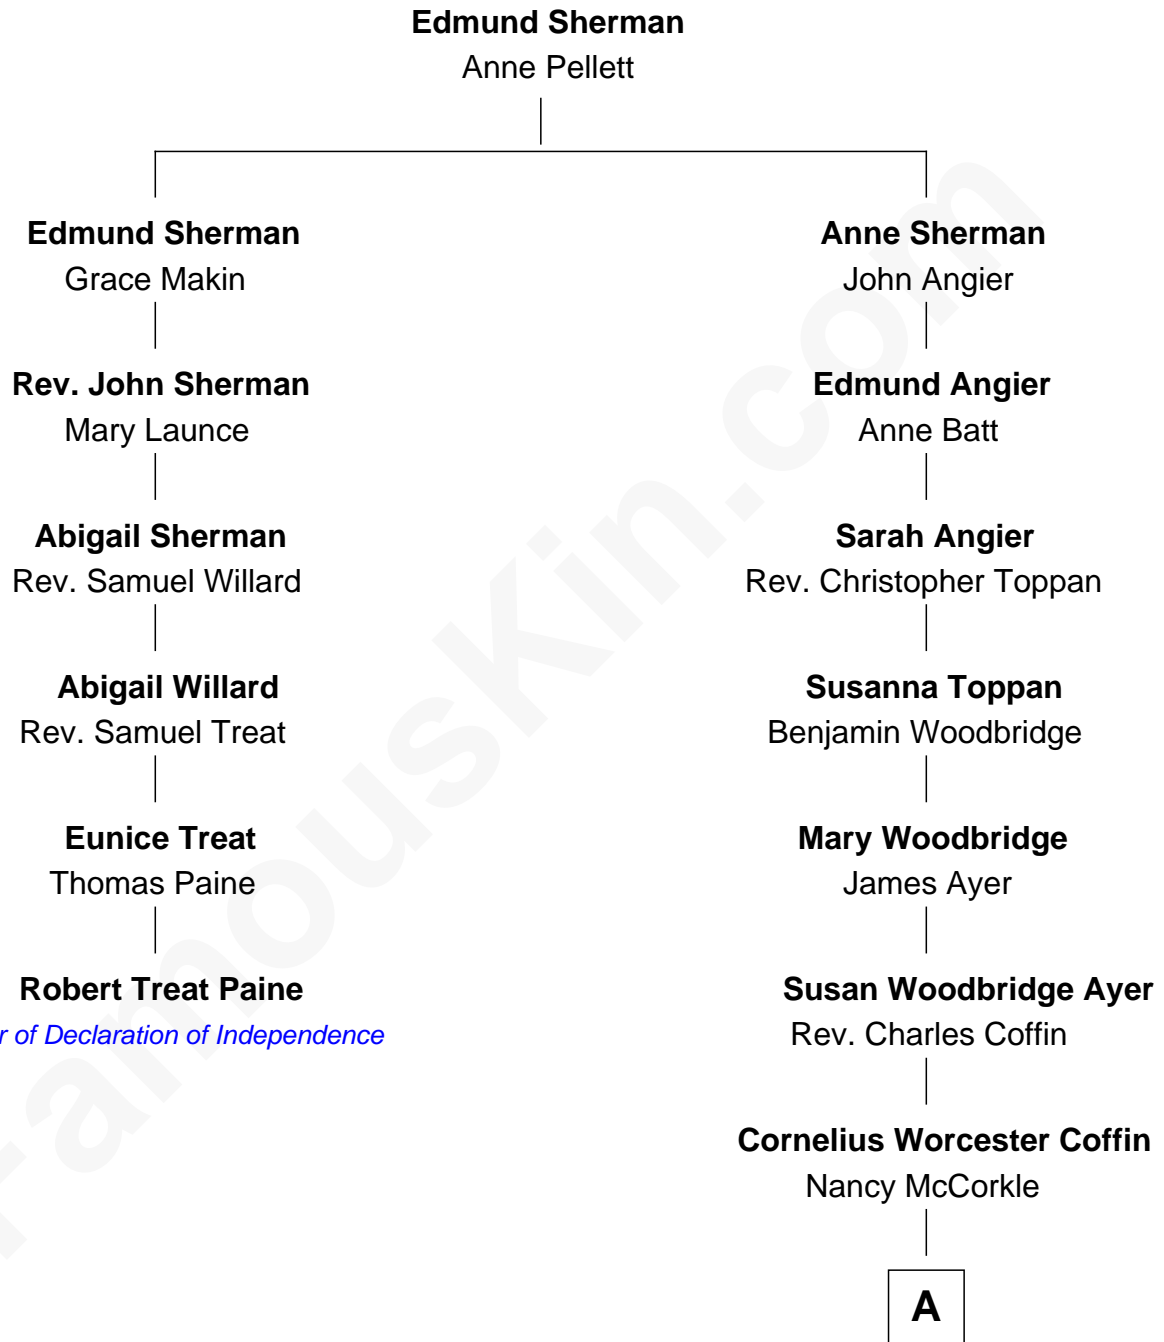 Edmund Sherman
Anne Pellett
Edmund Sherman
Grace Makin
Anne Sherman
John Angier
Rev. John Sherman
Mary Launce
Edmund Angier
Anne Batt
Abigail Sherman
Rev. Samuel Willard
Sarah Angier
Rev. Christopher Toppan
Abigail Willard
Rev. Samuel Treat
Susanna Toppan
Benjamin Woodbridge
Eunice Treat
Thomas Paine
Mary Woodbridge
James Ayer
Robert Treat Paine
r of Declaration of Independence
Susan Woodbridge Ayer
Rev. Charles Coffin
Cornelius Worcester Coffin
Nancy McCorkle
A
FamousKin.com